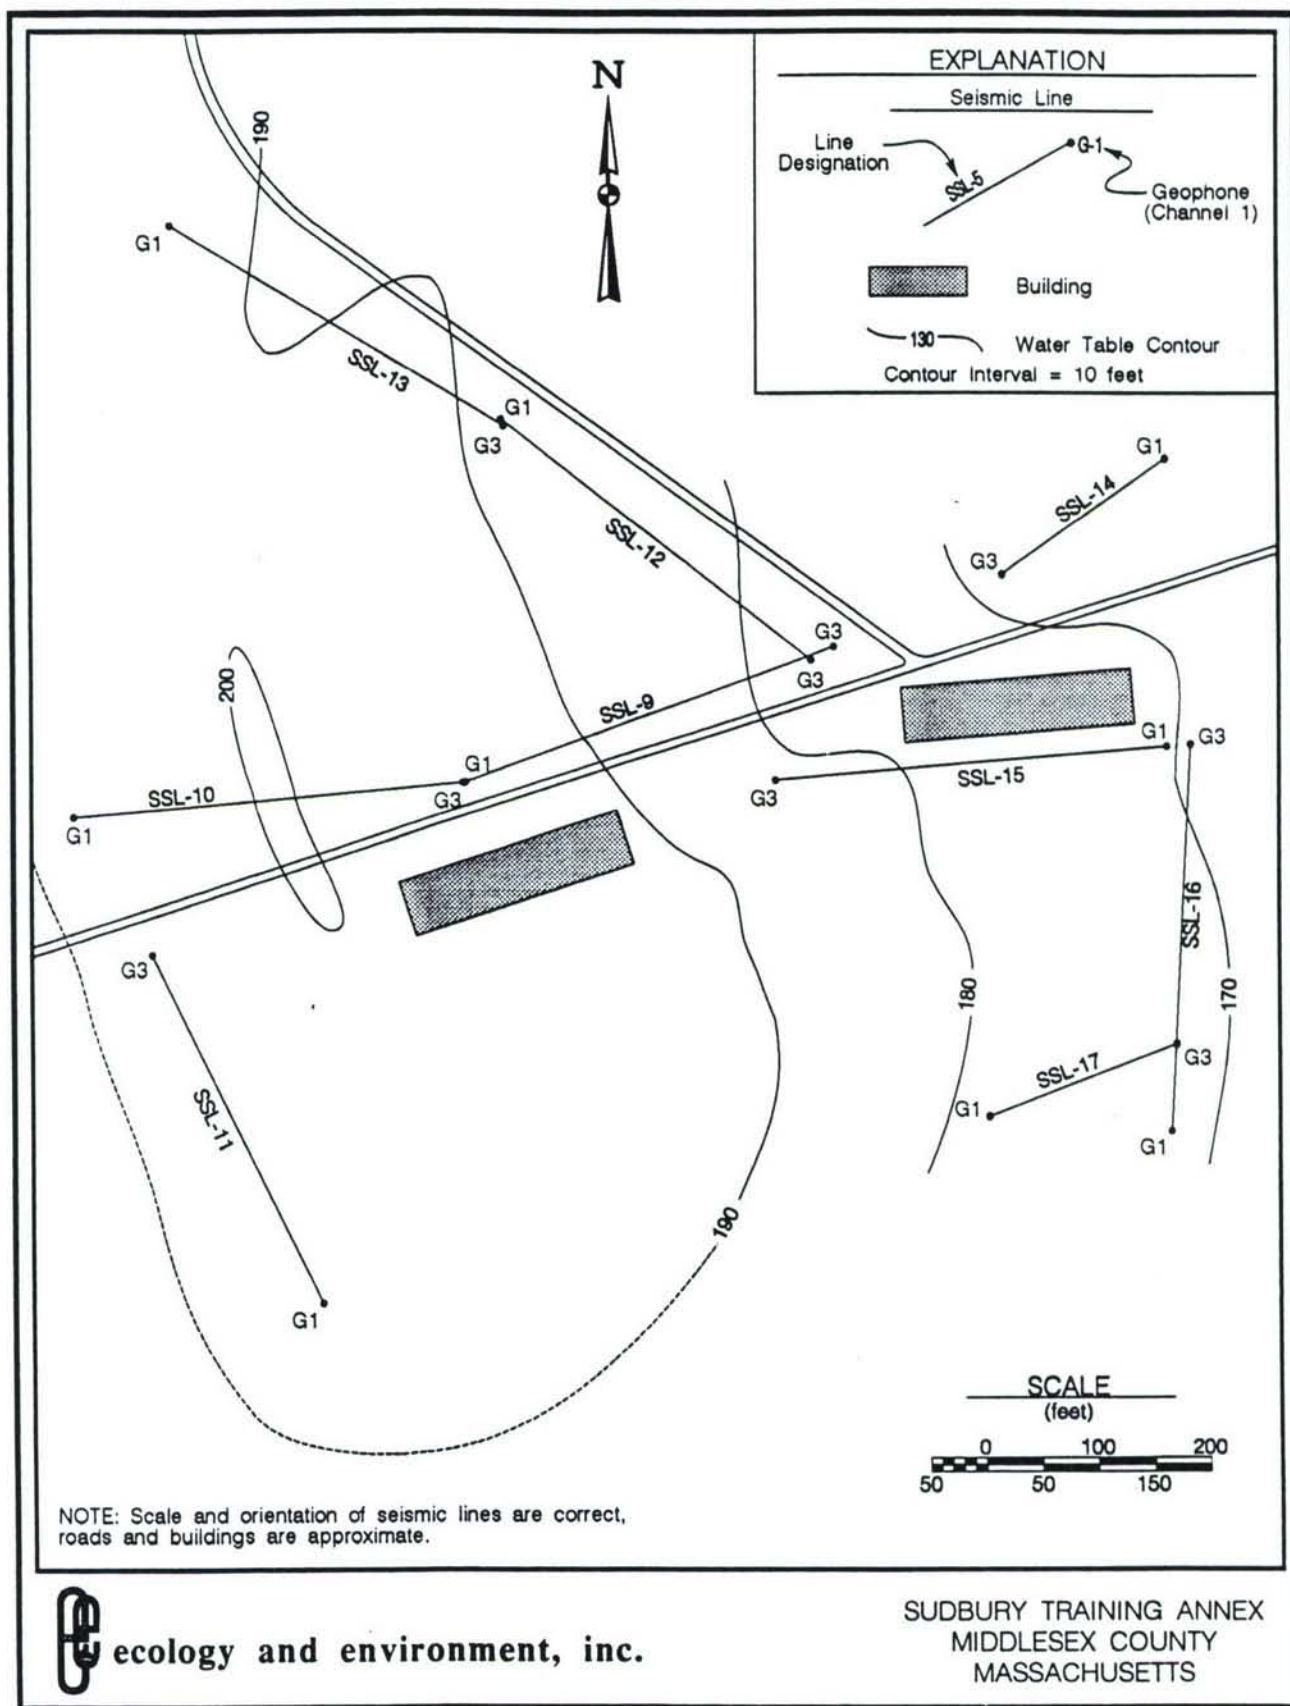 EXPLANATION
Seismic Line
Line
Designation
SSL-5
G-1
Geophone
(Channel 1)
Building
130
Water Table Contour
Contour Interval = 10 feet
N
190
G1
SSL-13
G1
G3
SSL-12
G1
SSL-14
G3
G3
G3
200
SSL-9
G1
G3
SSL-10
G1
G1
G3
SSL-15
G3
SSL-16
G3
SSL-11
G1
180
170
SSL-17
G3
G1
G1
190
SCALE
(feet)
0 100 200
50 50 150
NOTE: Scale and orientation of seismic lines are correct,
roads and buildings are approximate.
ecology and environment, inc.
SUDBURY TRAINING ANNEX
MIDDLESEX COUNTY
MASSACHUSETTS